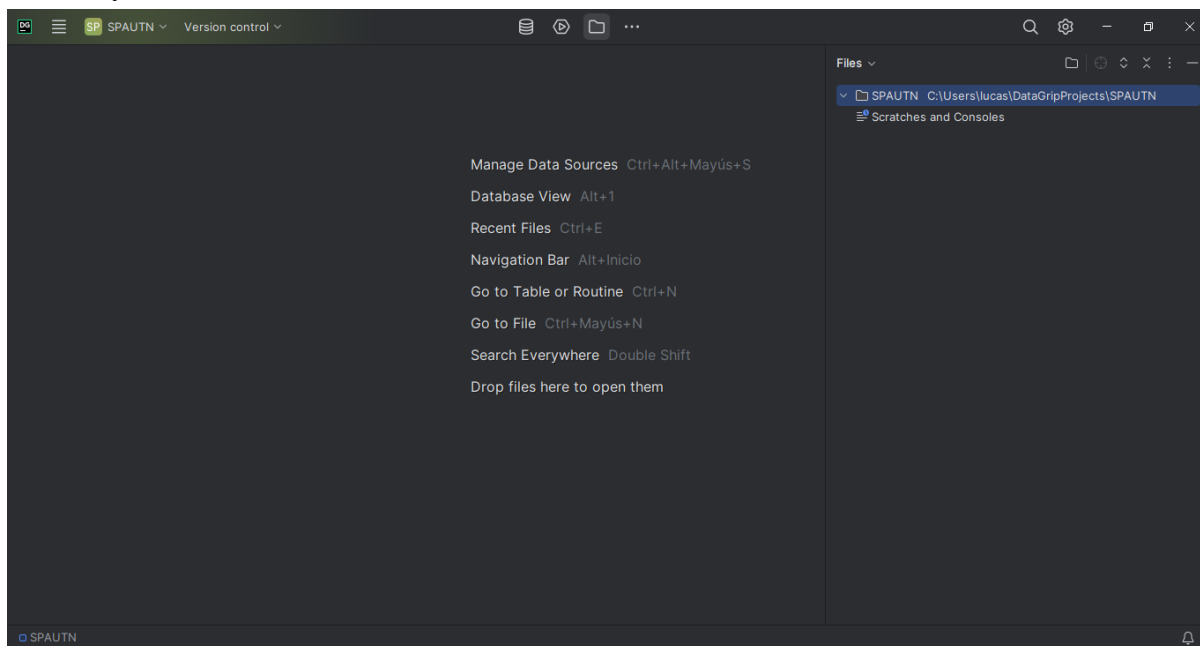 DG SP SPAUTN Version control
Files
SPAUTN C:\Users\lucas\DataGripProjects\SPAUTN
Scratches and Consoles
Manage Data Sources Ctrl+Alt+Mayús+S
Database View Alt+1
Recent Files Ctrl+E
Navigation Bar Alt+Inicio
Go to Table or Routine Ctrl+N
Go to File Ctrl+Mayús+N
Search Everywhere Double Shift
Drop files here to open them
SPAUTN